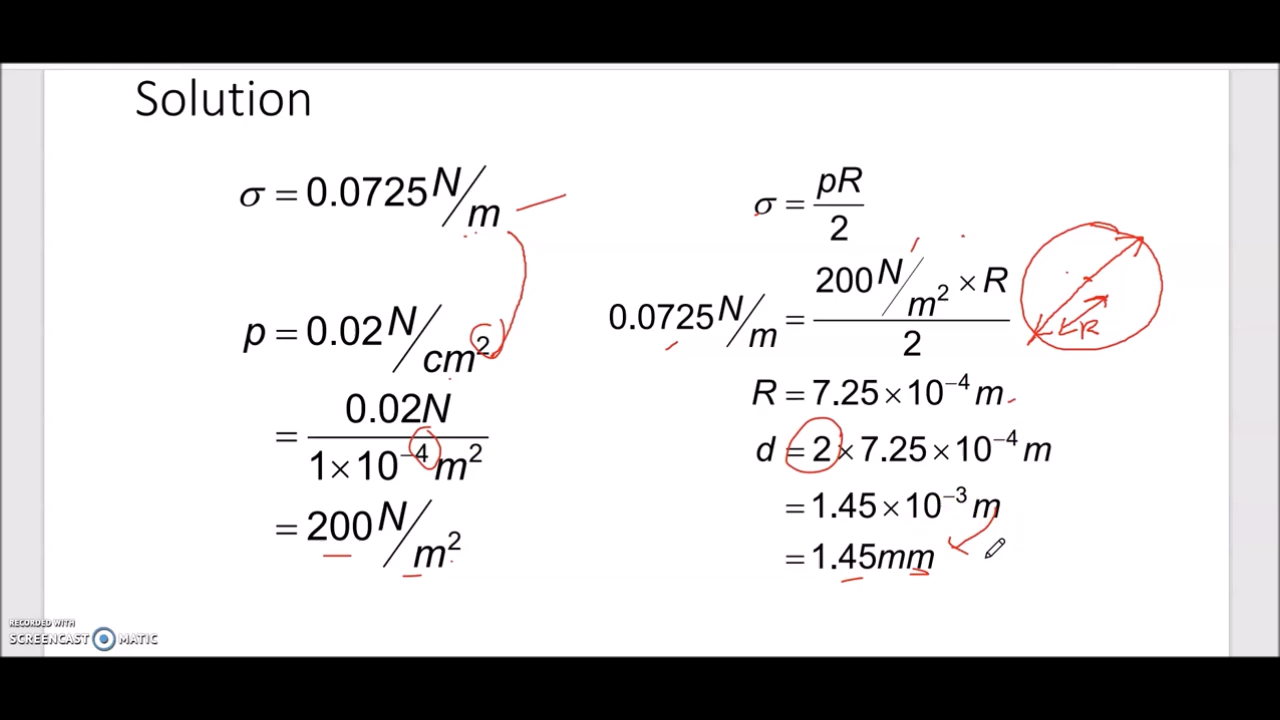 Solution
σ = 0.0725 N/m
p = 0.02 N/cm²
= 0.02N / 1×10⁻⁴m²
= 200 N/m²
σ = pR / 2
0.0725 N/m = 200 N/m² × R / 2
R = 7.25×10⁻⁴ m
d = 2×7.25×10⁻⁴ m
= 1.45×10⁻³ m
= 1.45mm
R
RECORDED WITH
SCREENCAST MATIC